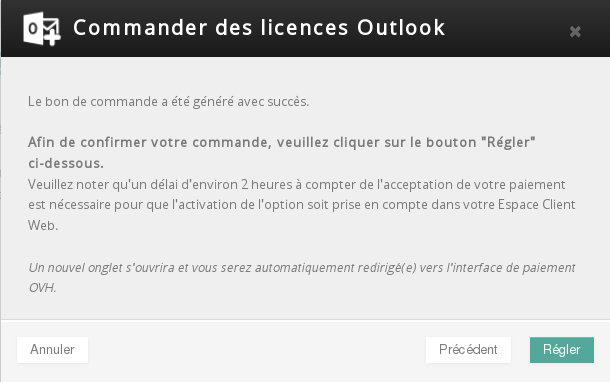 Commander des licences Outlook
Le bon de commande a été généré avec succès.
Afin de confirmer votre commande, veuillez cliquer sur le bouton "Régler"
ci-dessous.
Veuillez noter qu'un délai d'environ 2 heures à compter de l'acceptation de votre paiement
est nécessaire pour que l'activation de l'option soit prise en compte dans votre Espace Client
Web.
Un nouvel onglet s'ouvrira et vous serez automatiquement redirigé(e) vers l'interface de paiement
OVH.
Annuler
Précédent
Régler